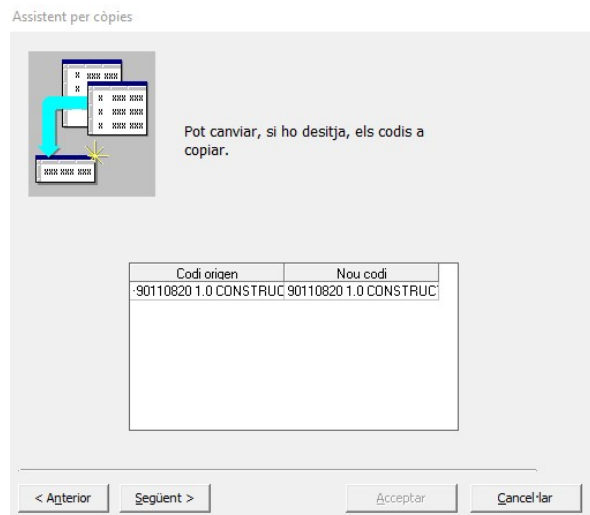 Assistent per còpies
Pot canviar, si ho desitja, els codis a
copiar.
Codi origen Nou codi
90110820 1.0 CONSTRUC 90110820 1.0 CONSTRUC
< Anterior Següent > Acceptar Cancel·lar